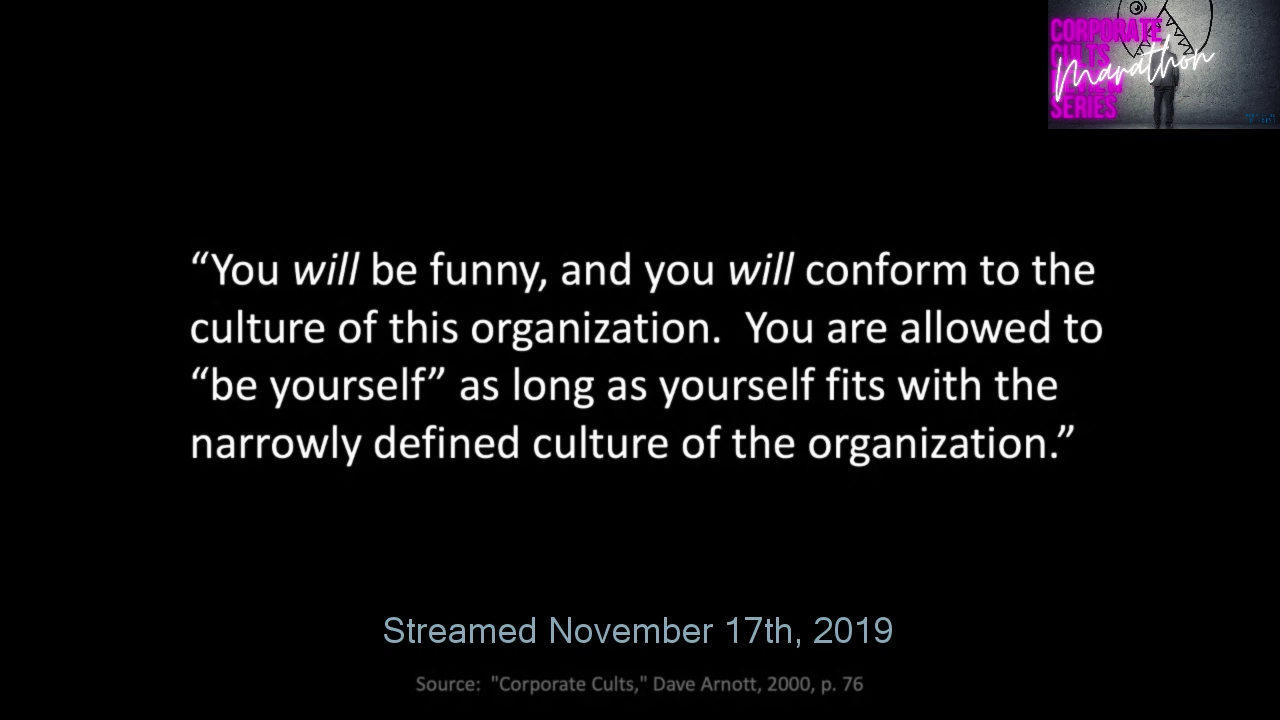 CORPORATE
CULTS
Marathon
SERIES
“You will be funny, and you will conform to the
culture of this organization.  You are allowed to
“be yourself” as long as yourself fits with the
narrowly defined culture of the organization.”
Streamed November 17th, 2019
Source:  "Corporate Cults," Dave Arnott, 2000, p. 76